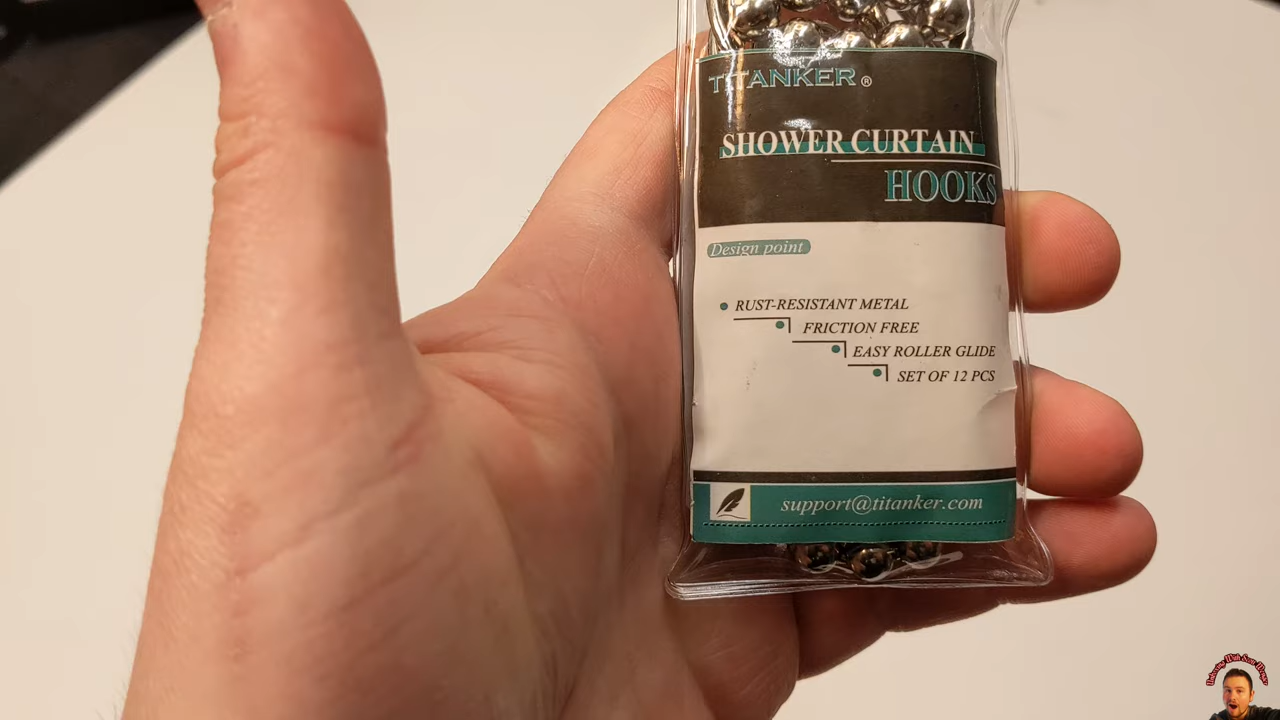 TITANKER®
SHOWER CURTAIN
HOOKS
Design point
RUST-RESISTANT METAL
FRICTION FREE
EASY ROLLER GLIDE
SET OF 12 PCS
support@titanker.com